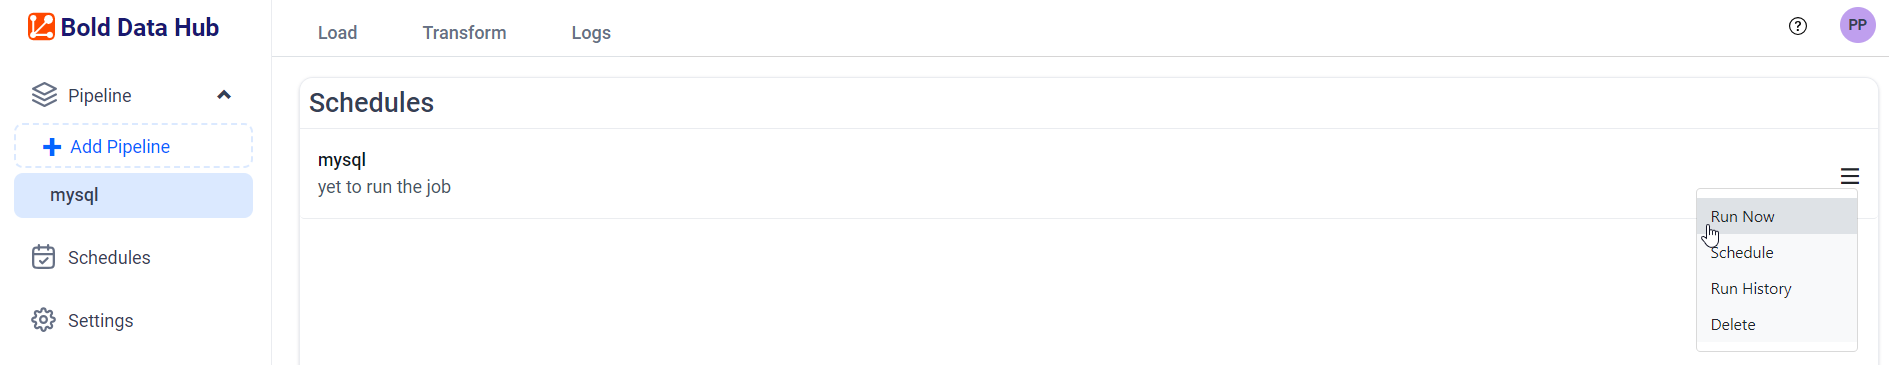 Bold Data Hub
Load
Transform
Logs
?
PP
Pipeline
Add Pipeline
mysql
Schedules
Settings
Schedules
mysql
yet to run the job
Run Now
Schedule
Run History
Delete